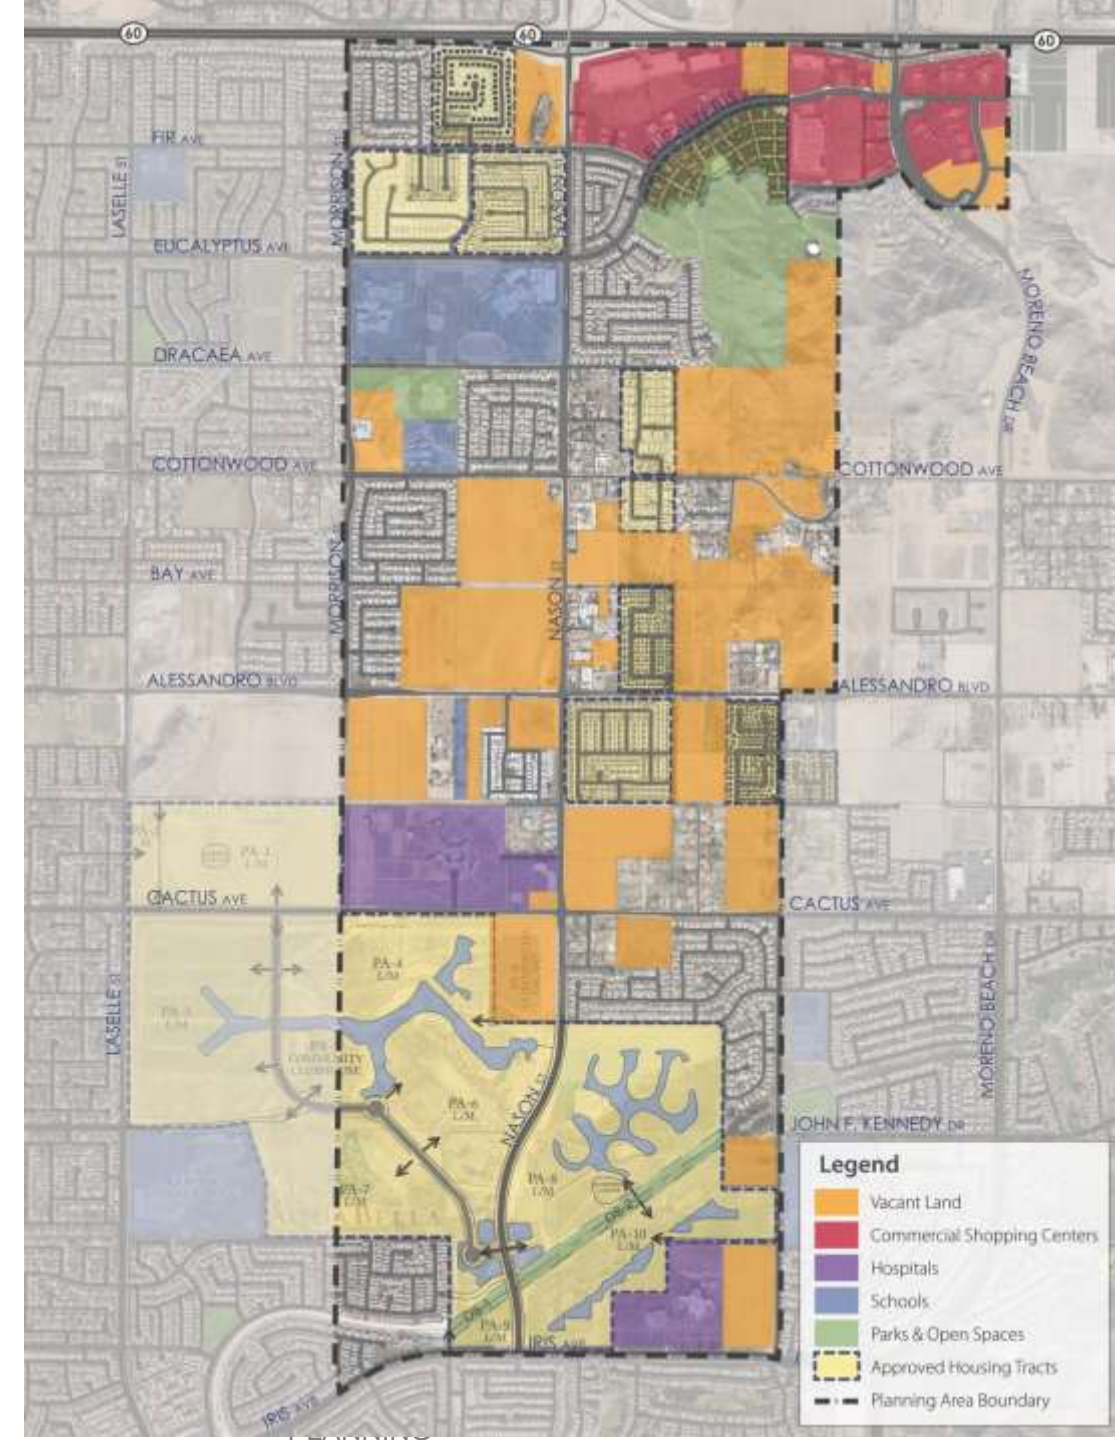 60
60
60
FIR AVE
LASELLE ST
MORRISON ST
NASON ST
EUCALYPTUS AVE
MORENO BEACH DR
DRACAEA AVE
COTTONWOOD AVE
COTTONWOOD AVE
BAY AVE
MORRISON
NASON ST
ALESSANDRO BLVD
ALESSANDRO BLVD
PA-1
L/M
CACTUS AVE
CACTUS AVE
PA-4
L/M
LASELLE ST
L/M
COMMUNITY
MORENO BEACH DR
PA-6
L/M
NASON ST
JOHN F. KENNEDY DR
PA-7
L/M
PA-8
L/M
PA-10
L/M
PA-9
L/M
IRIS AVE
IRIS AVE
Legend
Vacant Land
Commercial Shopping Centers
Hospitals
Schools
Parks & Open Spaces
Approved Housing Tracts
Planning Area Boundary
PLANNING